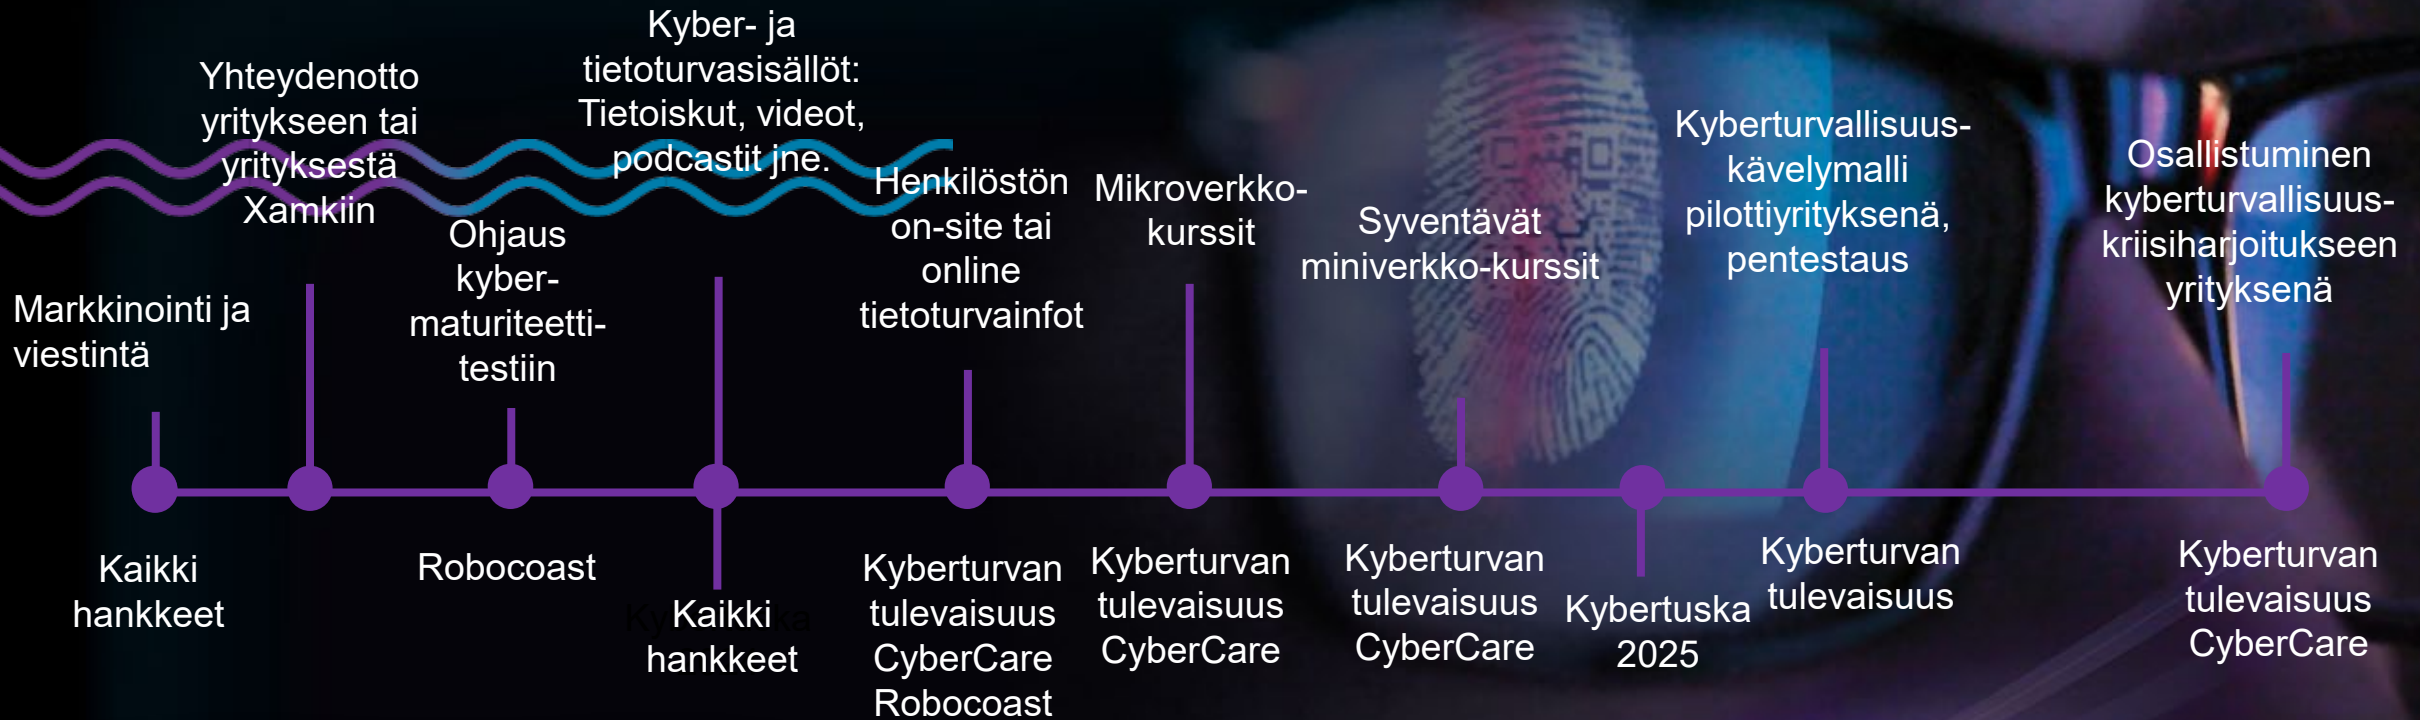 Markkinointi ja
viestintä
Yhteydenotto
yritykseen tai
yrityksestä
Xamkiin
Ohjaus
kyber-
maturiteetti-
testiin
Kyber- ja
tietoturvasisällöt:
Tietoiskut, videot,
podcastit jne.
Henkilöstön
on-site tai
online
tietoturvainfot
Mikroverkko-
kurssit
Syventävät
miniverkko-kurssit
Kyberturvallisuus-
kävelymalli
pilottiyrityksenä,
pentestaus
Osallistuminen
kyberturvallisuus-
kriisiharjoitukseen
yrityksenä
Kaikki
hankkeet
Robocoast
Kaikki
hankkeet
Kyberturvan
tulevaisuus
CyberCare
Robocoast
Kyberturvan
tulevaisuus
CyberCare
Kyberturvan
tulevaisuus
CyberCare
Kybertuska
2025
Kyberturvan
tulevaisuus
Kyberturvan
tulevaisuus
CyberCare